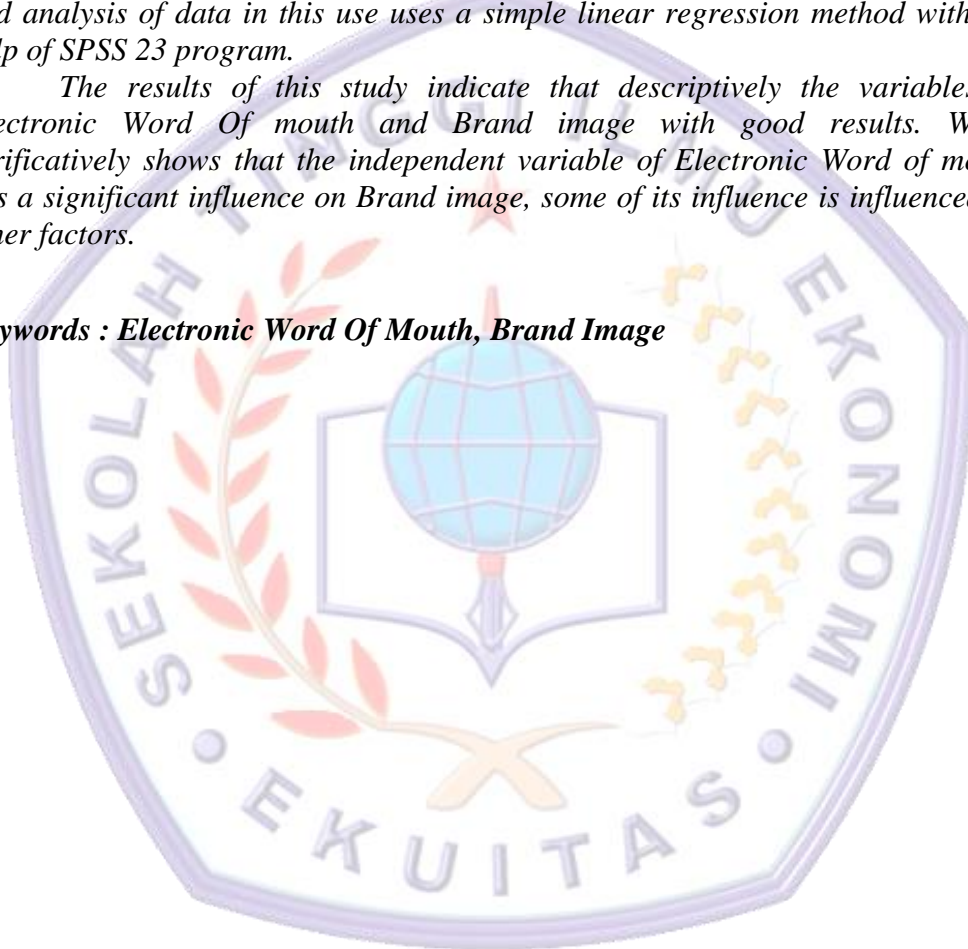 d analysis of data in this use uses a simple linear regression method with
lp of SPSS 23 program.
The results of this study indicate that descriptively the variables
ectronic Word Of mouth and Brand image with good results. W
rificatively shows that the independent variable of Electronic Word of mo
s a significant influence on Brand image, some of its influence is influenced
her factors.
ywords : Electronic Word Of Mouth, Brand Image
SEKOLAH TINGGI ILMU EKONOMI
EKUITAS